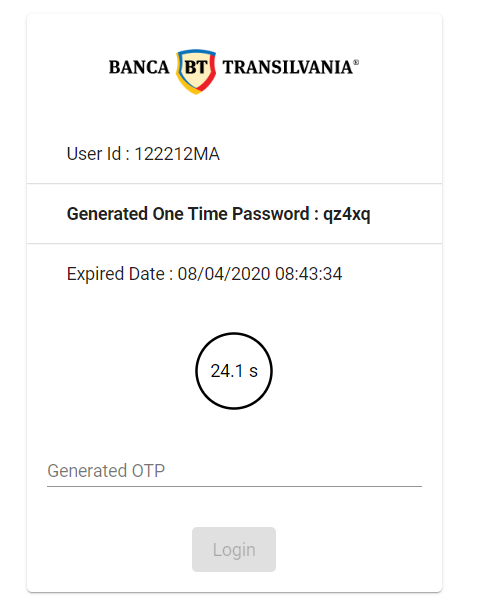 BANCA BT TRANSILVANIA®
User Id : 122212MA
Generated One Time Password : qz4xq
Expired Date : 08/04/2020 08:43:34
24.1 s
Generated OTP
Login